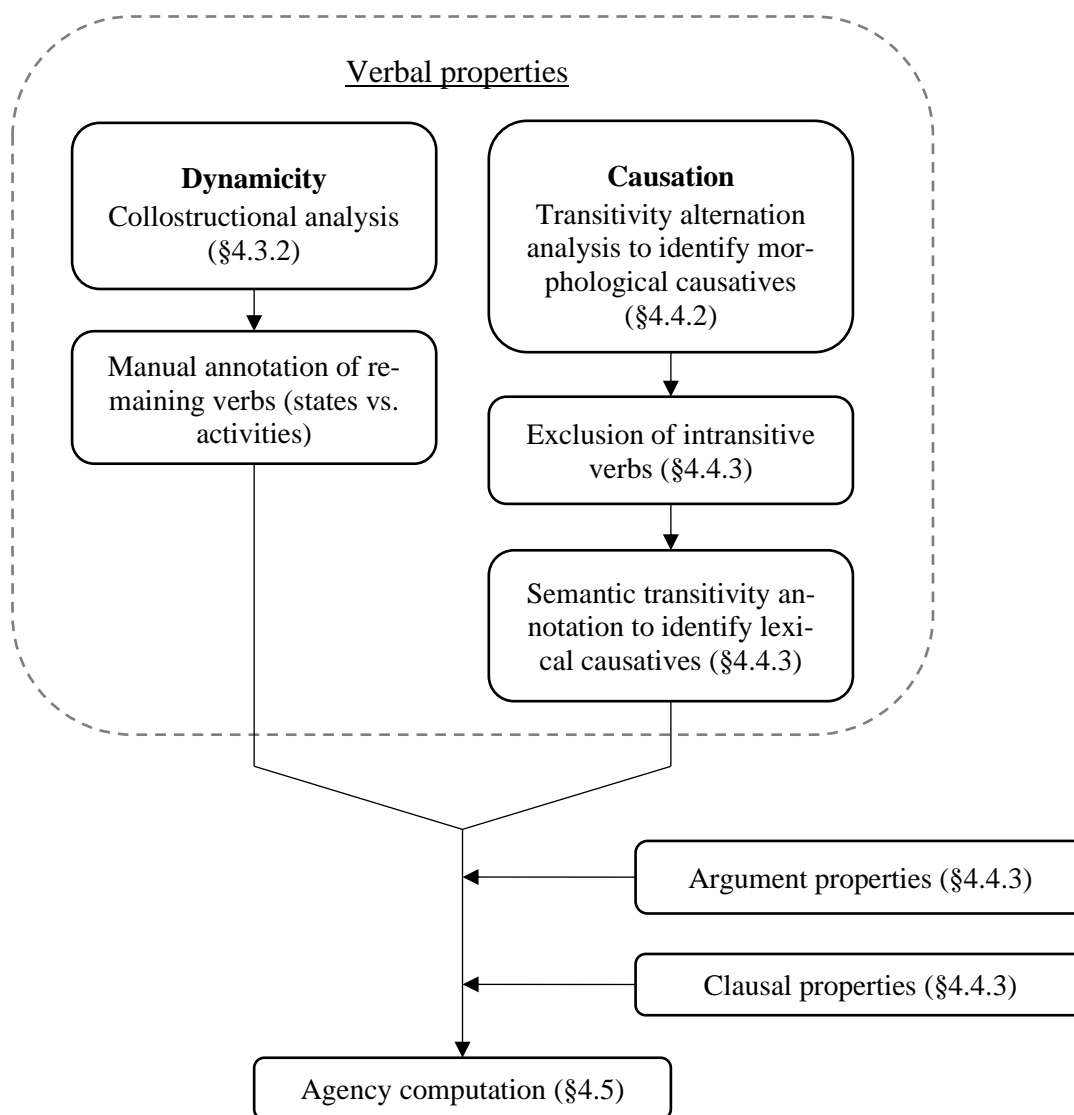 Verbal properties
Dynamicity
Collostructional analysis
(§4.3.2)
Manual annotation of re-
maining verbs (states vs.
activities)
Causation
Transitivity alternation
analysis to identify mor-
phological causatives
(§4.4.2)
Exclusion of intransitive
verbs (§4.4.3)
Semantic transitivity an-
notation to identify lexi-
cal causatives (§4.4.3)
Argument properties (§4.4.3)
Clausal properties (§4.4.3)
Agency computation (§4.5)